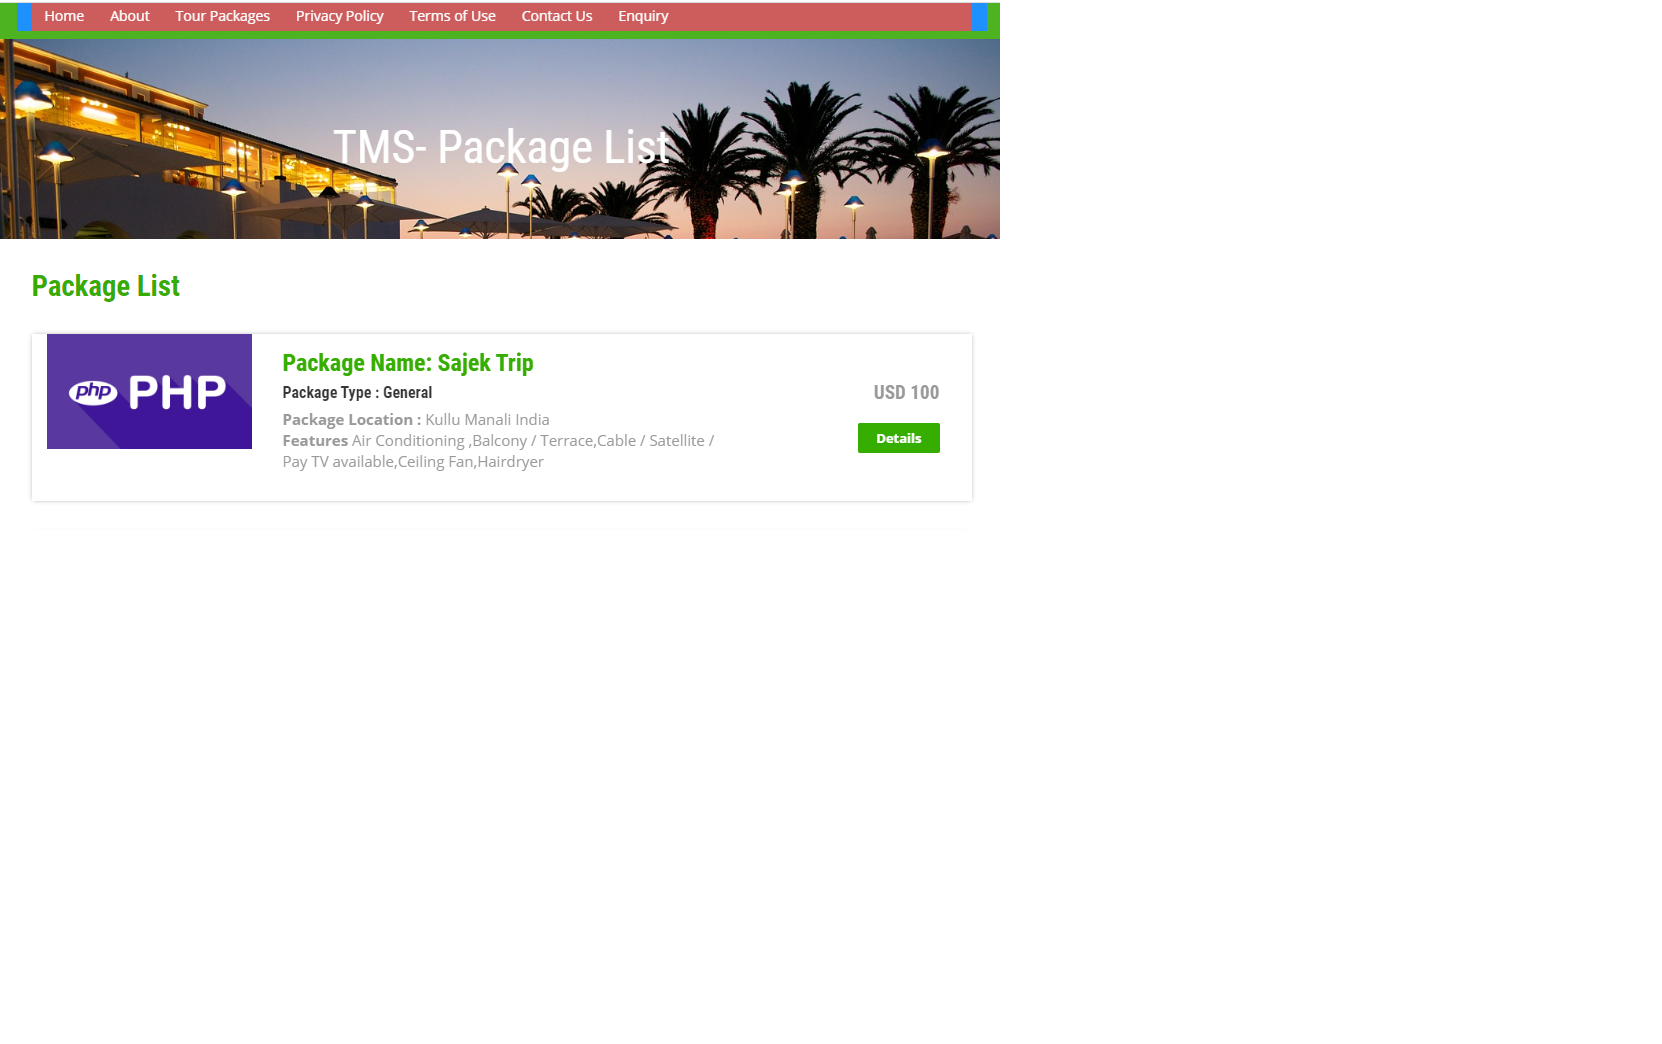 Home About Tour Packages Privacy Policy Terms of Use Contact Us Enquiry
TMS- Package List
Package List
php PHP
Package Name: Sajek Trip
Package Type : General
USD 100
Package Location : Kullu Manali India
Features Air Conditioning ,Balcony / Terrace,Cable / Satellite /
Pay TV available,Ceiling Fan,Hairdryer
Details